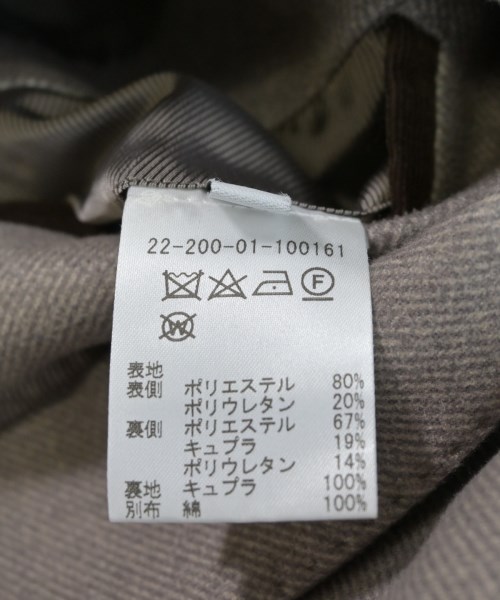 22-200-01-100161
F
W
表地
表側 ポリエステル 80%
ポリウレタン 20%
裏側 ポリエステル 67%
キュプラ 19%
ポリウレタン 14%
裏地 キュプラ 100%
別布 綿 100%